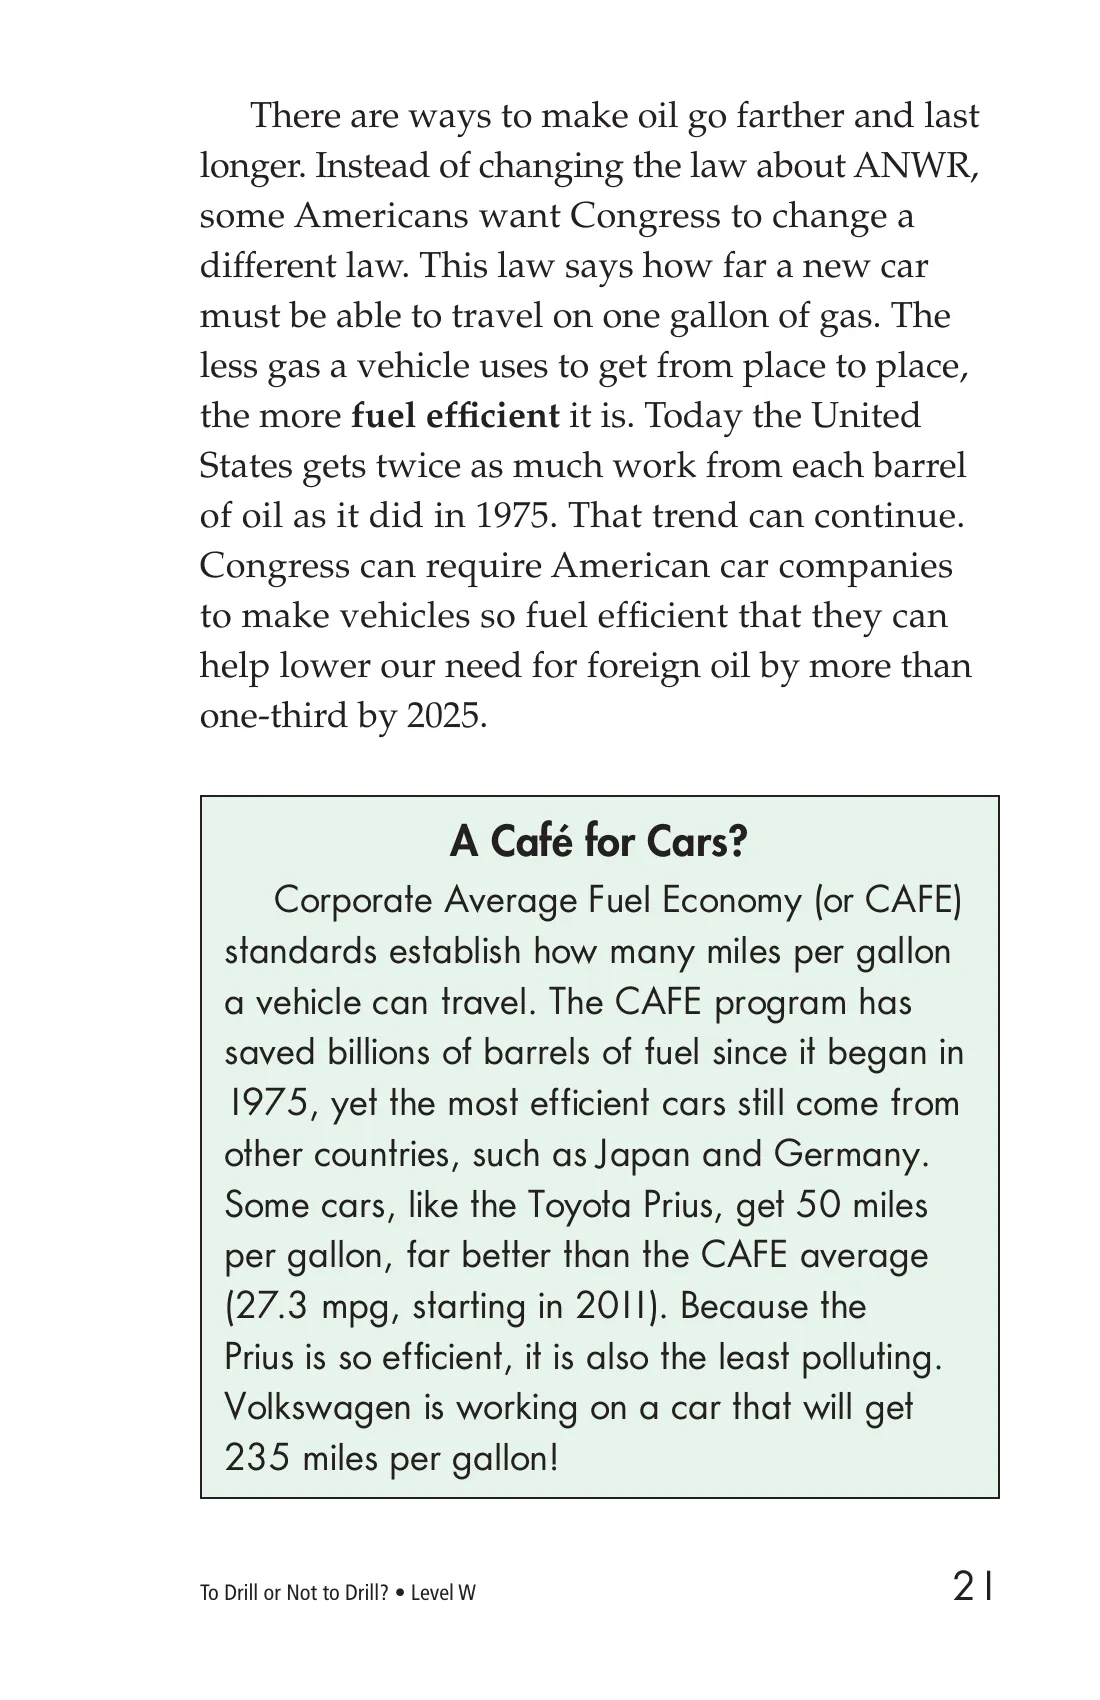 There are ways to make oil go farther and last
longer. Instead of changing the law about ANWR,
some Americans want Congress to change a
different law. This law says how far a new car
must be able to travel on one gallon of gas. The
less gas a vehicle uses to get from place to place,
the more fuel efficient it is. Today the United
States gets twice as much work from each barrel
of oil as it did in 1975. That trend can continue.
Congress can require American car companies
to make vehicles so fuel efficient that they can
help lower our need for foreign oil by more than
one-third by 2025.
A Café for Cars?
Corporate Average Fuel Economy (or CAFE)
standards establish how many miles per gallon
a vehicle can travel. The CAFE program has
saved billions of barrels of fuel since it began in
1975, yet the most efficient cars still come from
other countries, such as Japan and Germany.
Some cars, like the Toyota Prius, get 50 miles
per gallon, far better than the CAFE average
(27.3 mpg, starting in 2011). Because the
Prius is so efficient, it is also the least polluting.
Volkswagen is working on a car that will get
235 miles per gallon!
To Drill or Not to Drill? • Level W
21